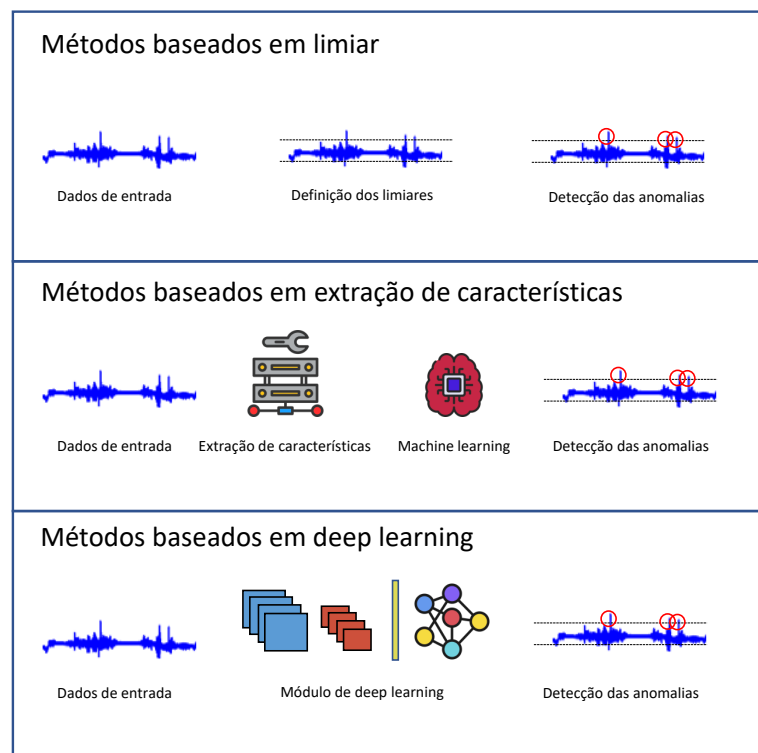 Métodos baseados em limiar
Dados de entrada
Definição dos limiares
Detecção das anomalias
Métodos baseados em extração de característícas
Dados de entrada
Extração de característícas
Machine learning
Detecção das anomalias
Métodos baseados em deep learning
Dados de entrada
Módulo de deep learning
Detecção das anomalias